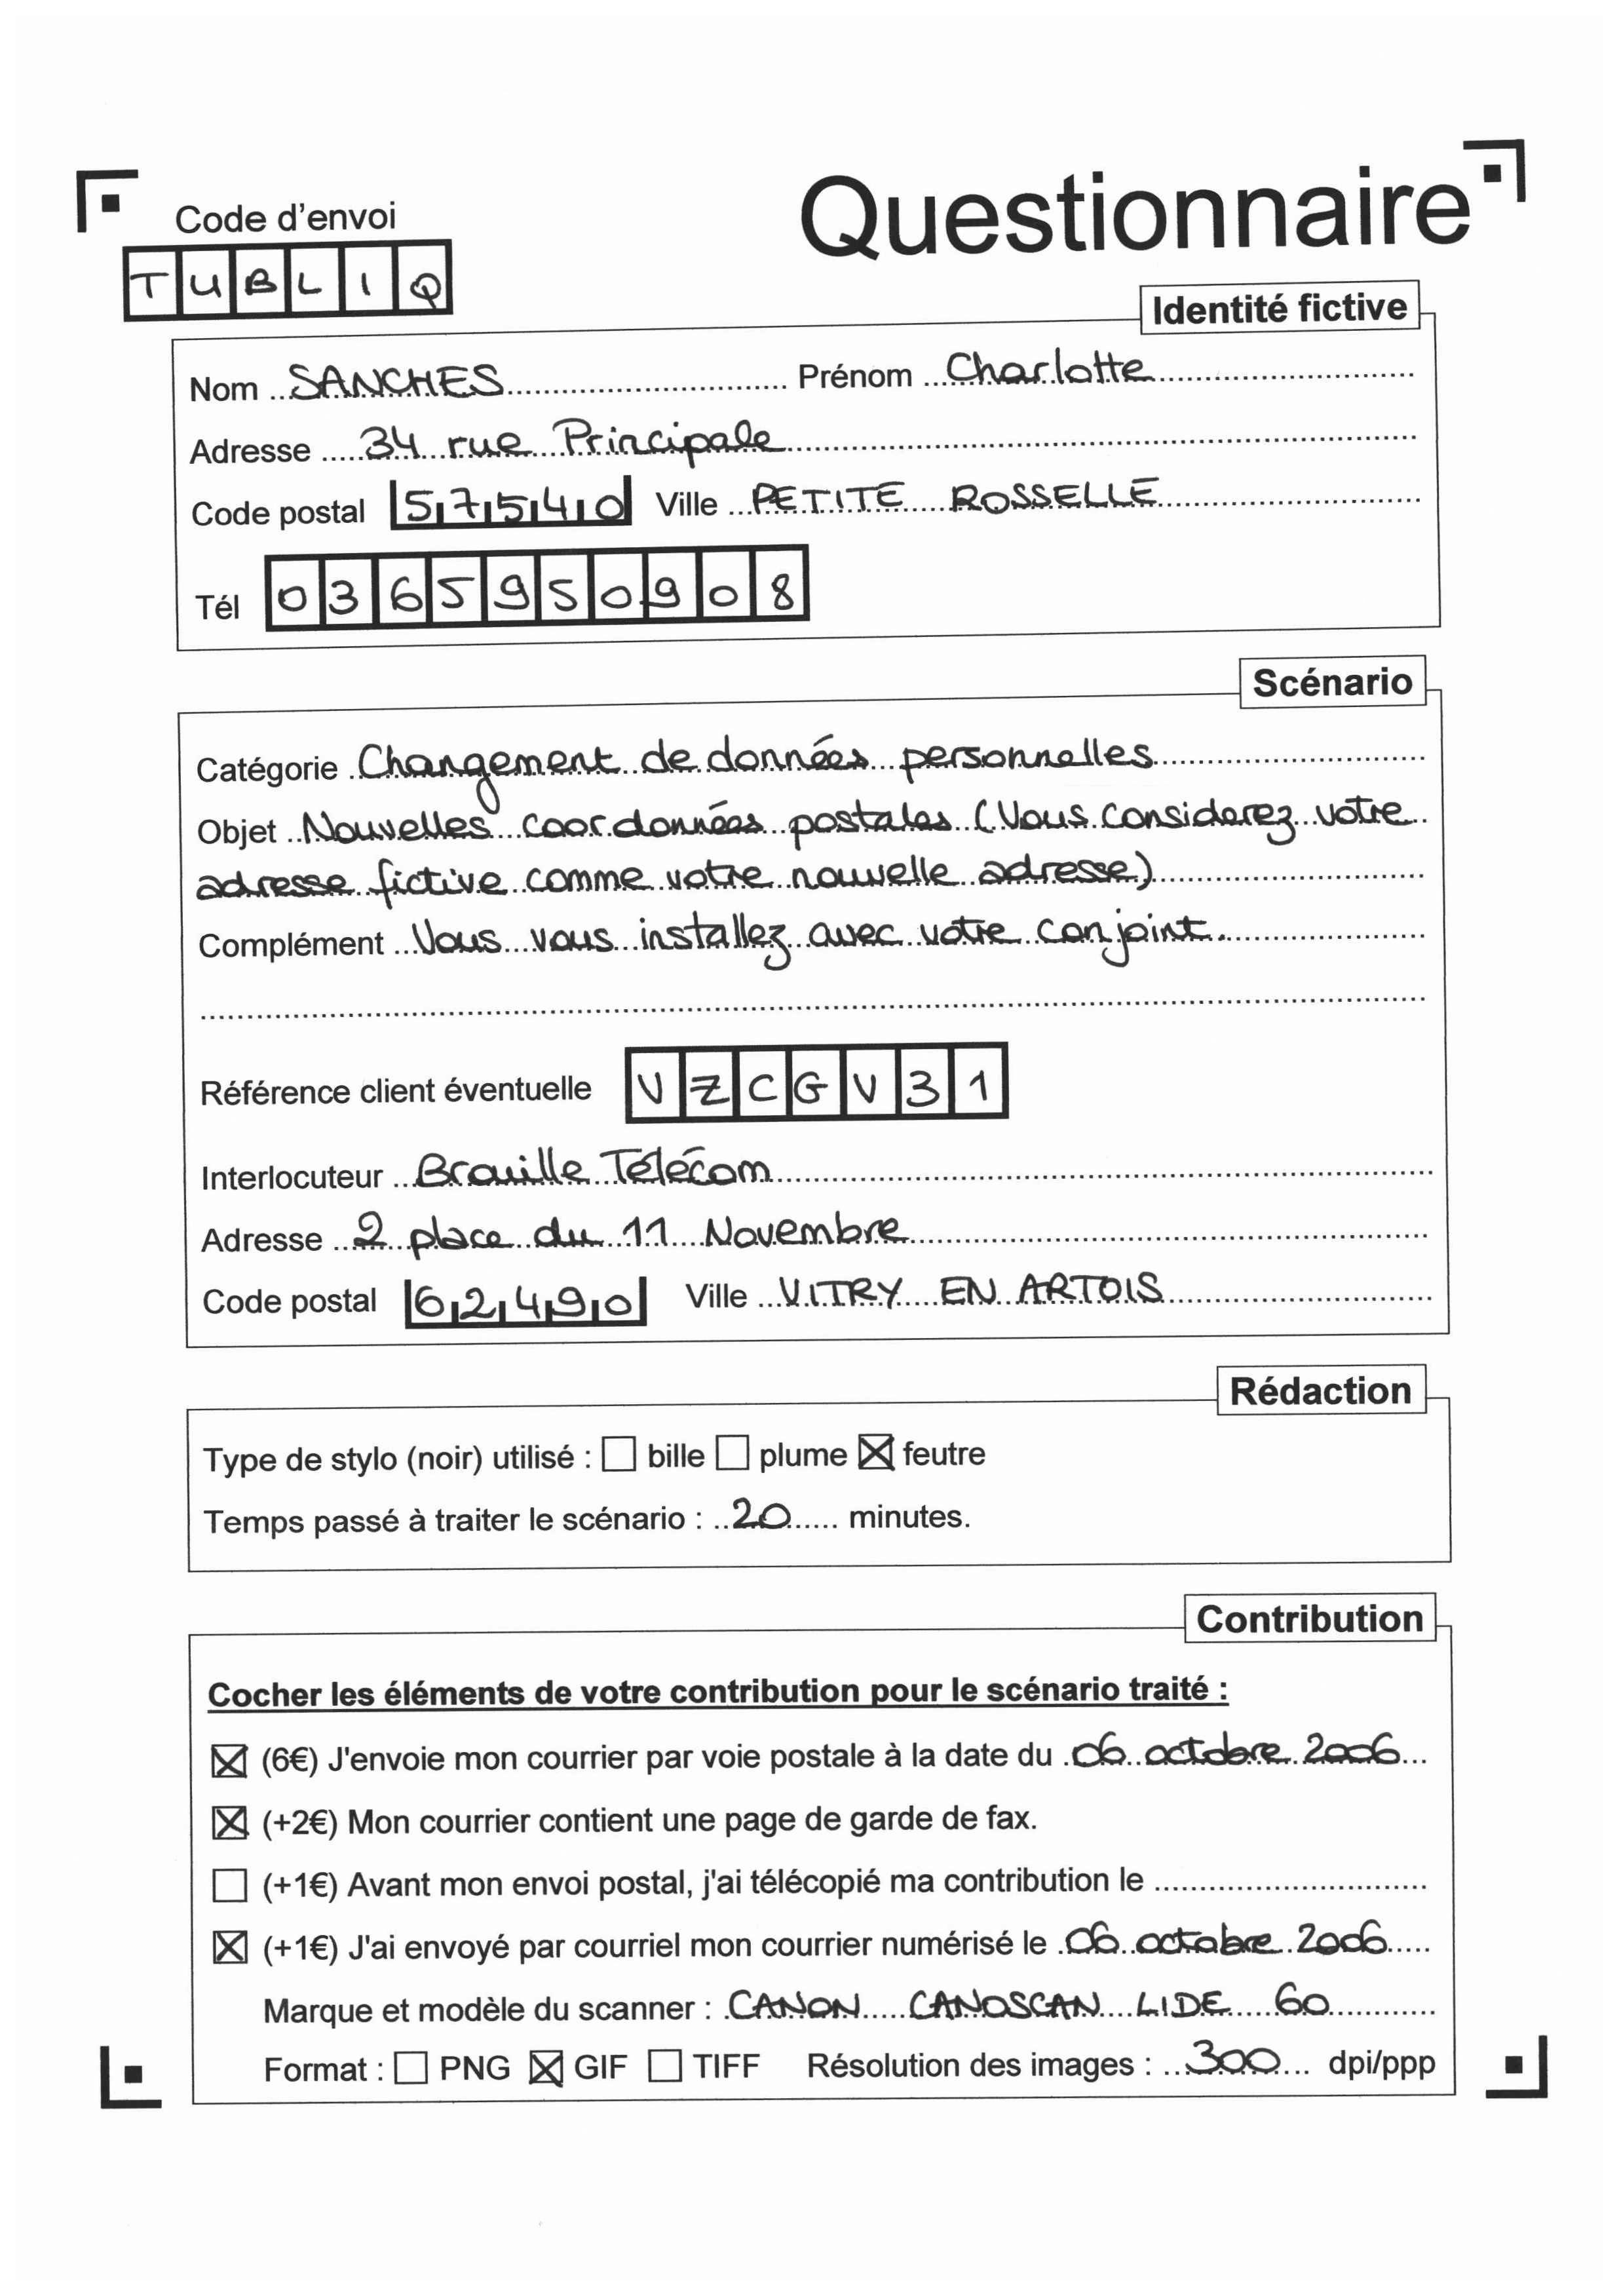 Questionnaire
Code d'envoi
TUBLIQ
Identité fictive
Nom SANCHES Prénom Charlotte
Adresse 34 rue Principale
Code postal 57540 Ville PETITE ROSSELLE
Tél 0365950908
Scénario
Catégorie Changement de données personnelles
Objet Nouvelles coordonnées postales (Vous considerez votre
adresse fictive comme votre nouvelle adresse)
Complément Vous vous installez avec votre conjoint.
Référence client éventuelle VZCGV31
Interlocuteur Brouille Télécom
Adresse 2 place du 11 Novembre
Code postal 62490 Ville VITRY EN ARTOIS
Rédaction
Type de stylo (noir) utilisé : ☐ bille ☐ plume ☒ feutre
Temps passé à traiter le scénario : 20 minutes.
Contribution
Cocher les éléments de votre contribution pour le scénario traité :
☒ (6€) J'envoie mon courrier par voie postale à la date du 06 octobre 2006
☒ (+2€) Mon courrier contient une page de garde de fax.
☐ (+1€) Avant mon envoi postal, j'ai télécopié ma contribution le
☒ (+1€) J'ai envoyé par courriel mon courrier numérisé le 06 octobre 2006
Marque et modèle du scanner : CANON CANOSCAN LIDE 60
Format : ☐ PNG ☒ GIF ☐ TIFF Résolution des images : 300 dpi/ppp